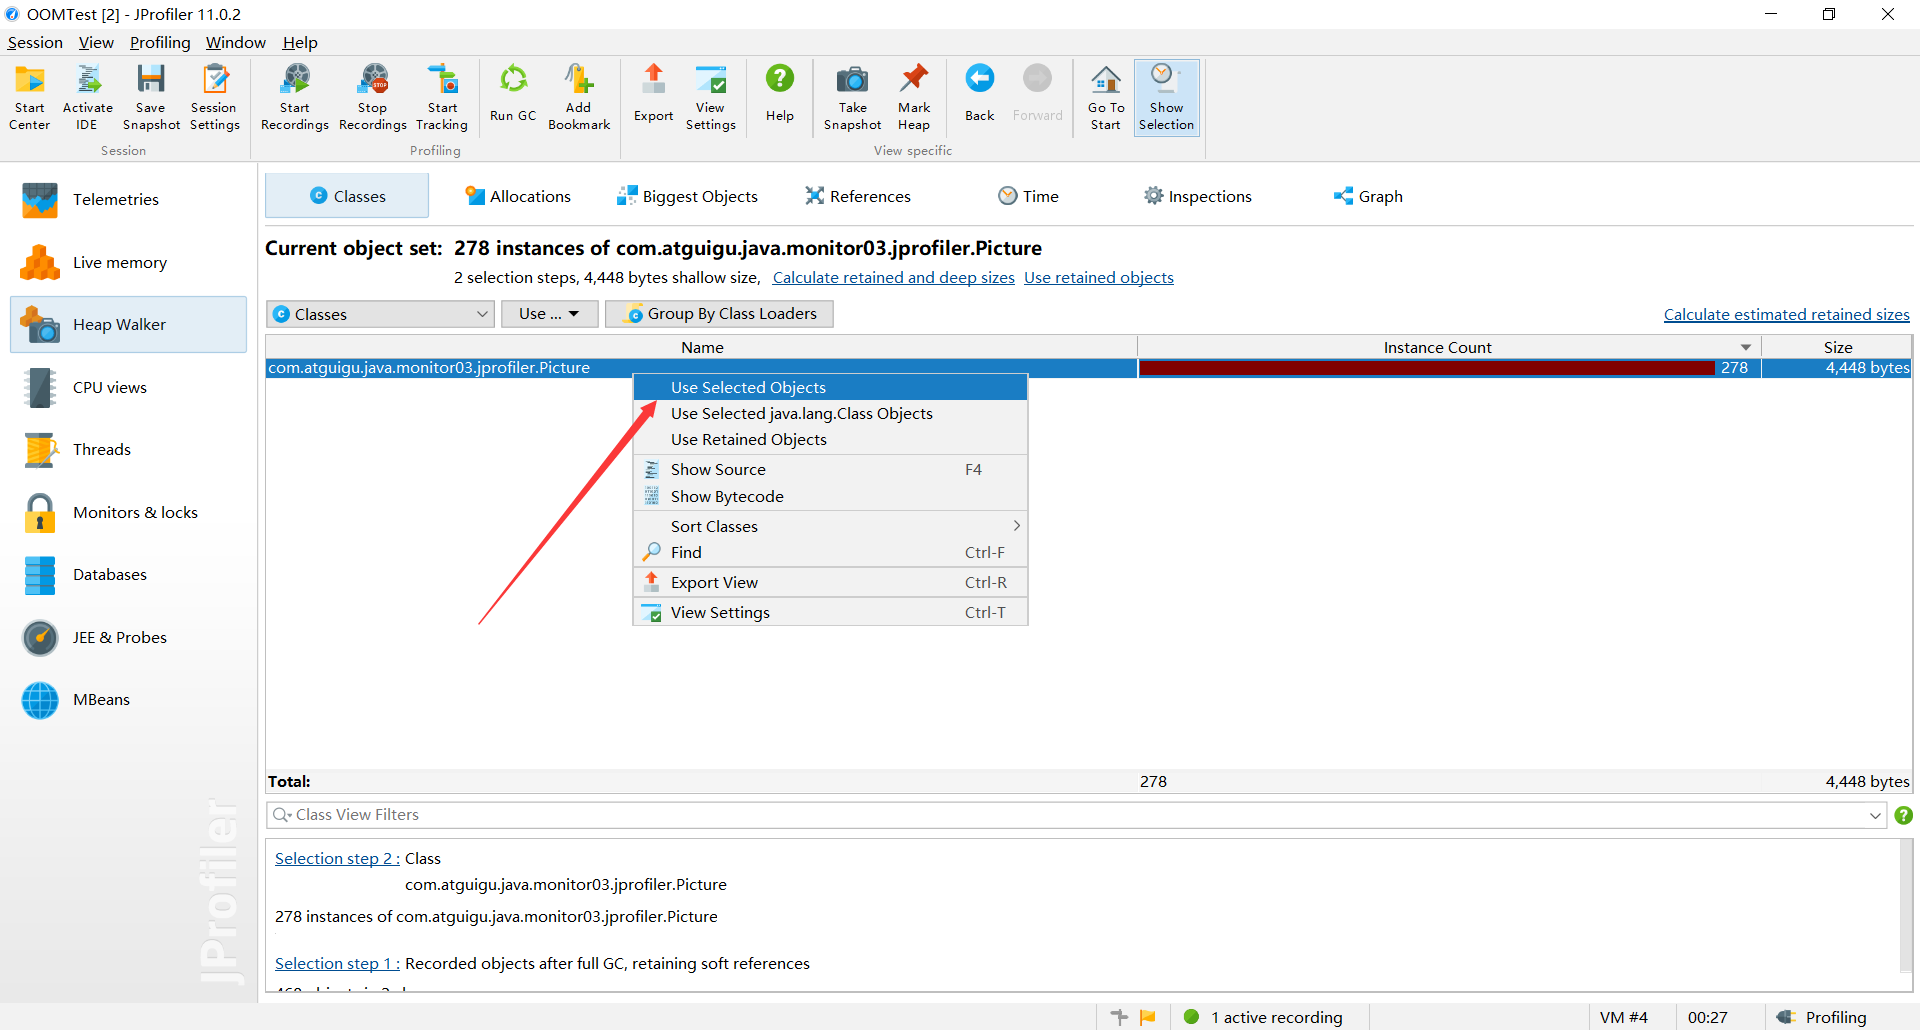 OOMTest [2] - JProfiler 11.0.2
Session View Profiling Window Help
Start Center
Activate IDE
Save Snapshot
Session Settings
Start Recordings
Stop Recordings
Start Tracking
Run GC
Add Bookmark
Export
View Settings
Help
Take Snapshot
Mark Heap
Back
Forward
Go To Start
Show Selection
Session
Profiling
View specific
Telemetries
Live memory
Heap Walker
CPU views
Threads
Monitors & locks
Databases
JEE & Probes
MBeans
JProfiler
Classes Allocations Biggest Objects References Time Inspections Graph
Current object set: 278 instances of com.atguigu.java.monitor03.jprofiler.Picture
2 selection steps, 4,448 bytes shallow size, Calculate retained and deep sizes Use retained objects
Classes Use ... Group By Class Loaders Calculate estimated retained sizes
Name Instance Count Size
com.atguigu.java.monitor03.jprofiler.Picture 278 4,448 bytes
Use Selected Objects
Use Selected java.lang.Class Objects
Use Retained Objects
Show Source F4
Show Bytecode
Sort Classes
Find Ctrl-F
Export View Ctrl-R
View Settings Ctrl-T
Total: 278 4,448 bytes
Class View Filters
Selection step 2 : Class
com.atguigu.java.monitor03.jprofiler.Picture
278 instances of com.atguigu.java.monitor03.jprofiler.Picture
Selection step 1 : Recorded objects after full GC, retaining soft references
1 active recording VM #4 00:27 Profiling